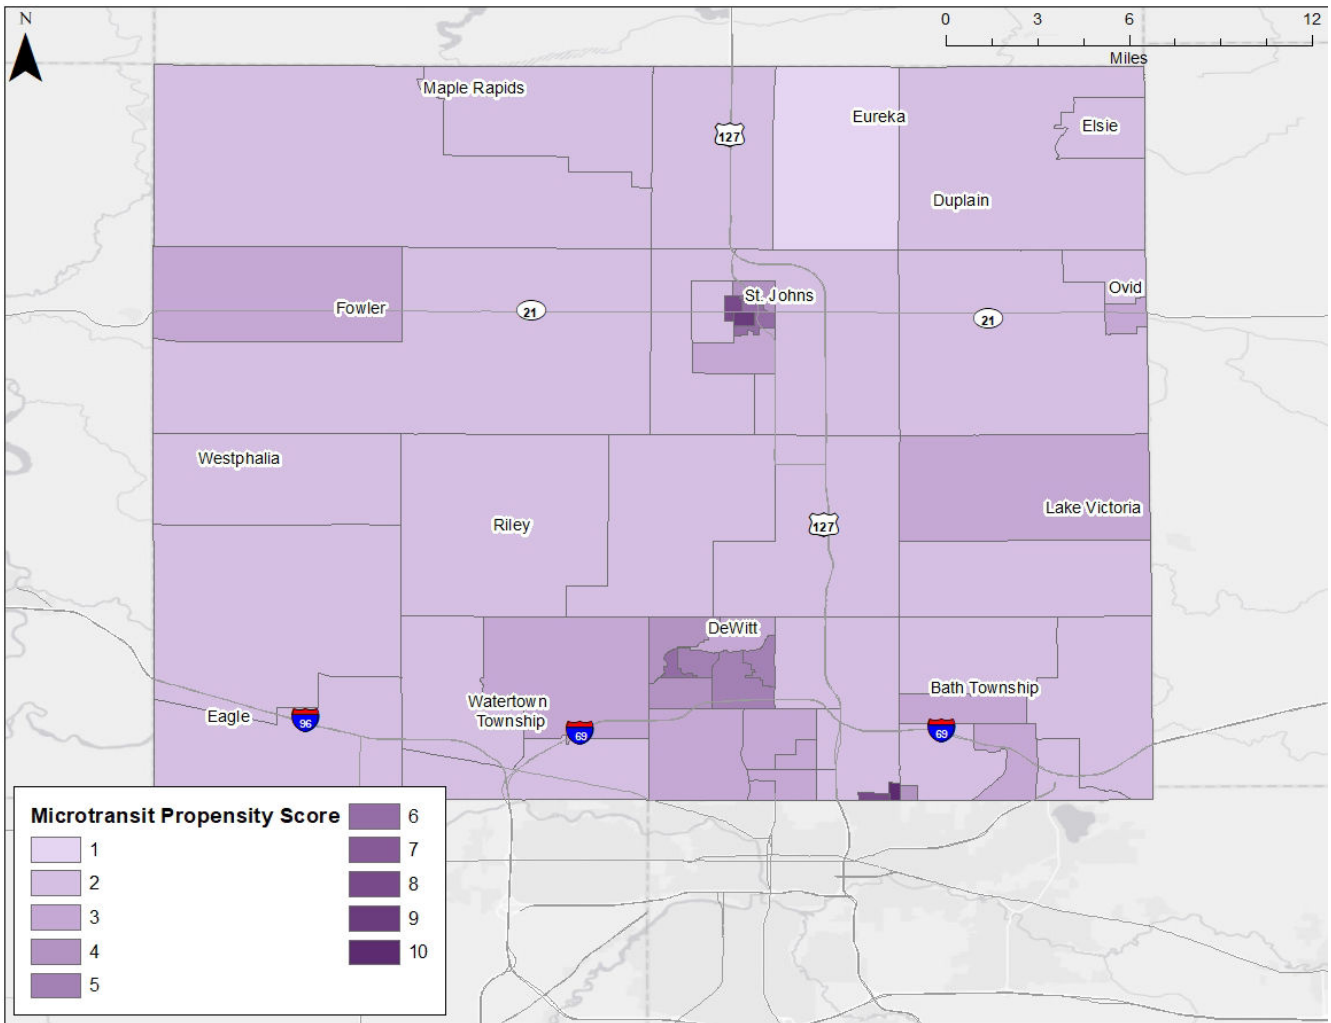 N
0 3 6 12
Miles
Maple Rapids
Eureka
Elsie
127
Duplain
St. Johns
Ovid
Fowler
21
21
Westphalia
Lake Victoria
Riley
127
DeWitt
Bath Township
Watertown
Township
Eagle
96
69
69
Microtransit Propensity Score
1
2
3
4
5
6
7
8
9
10